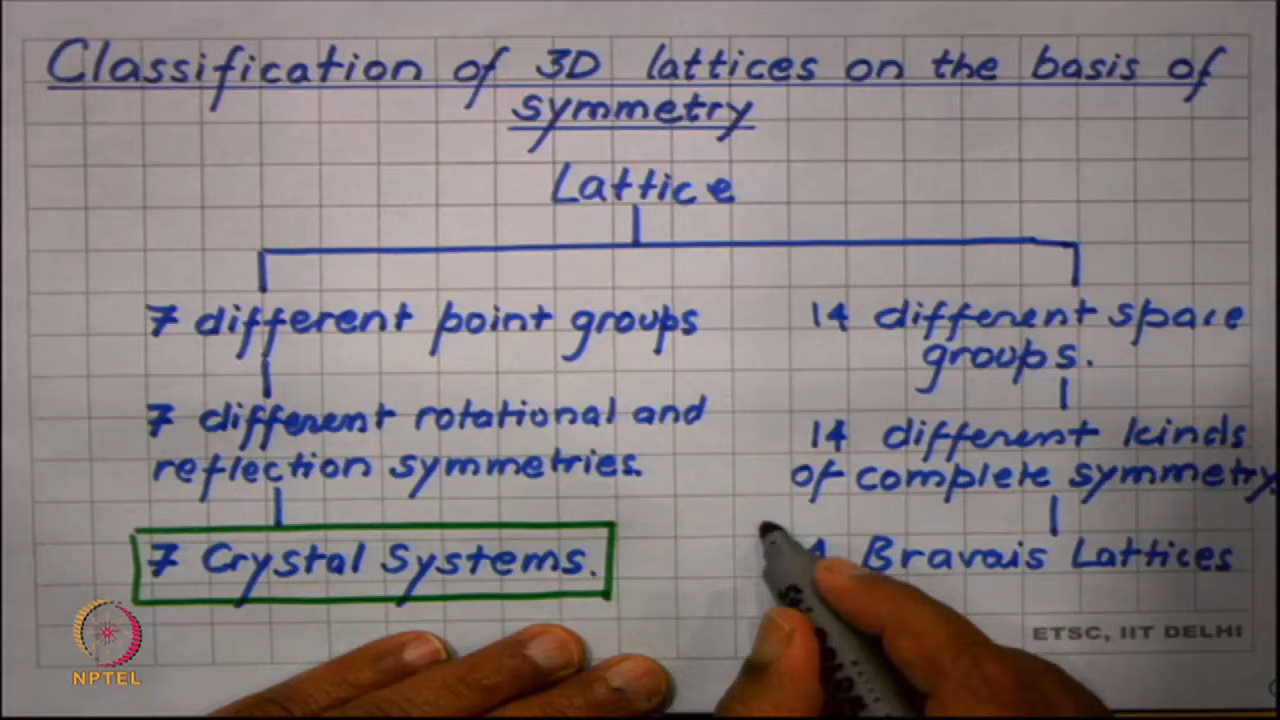 Classification of 3D lattices on the basis of
symmetry
Lattice
7 different point groups
14 different space
groups.
7 different rotational and
reflection symmetries.
14 different kinds
of complete symmetry.
7 Crystal Systems.
4 Bravais Lattices
ETSC, IIT DELHI
NPTEL